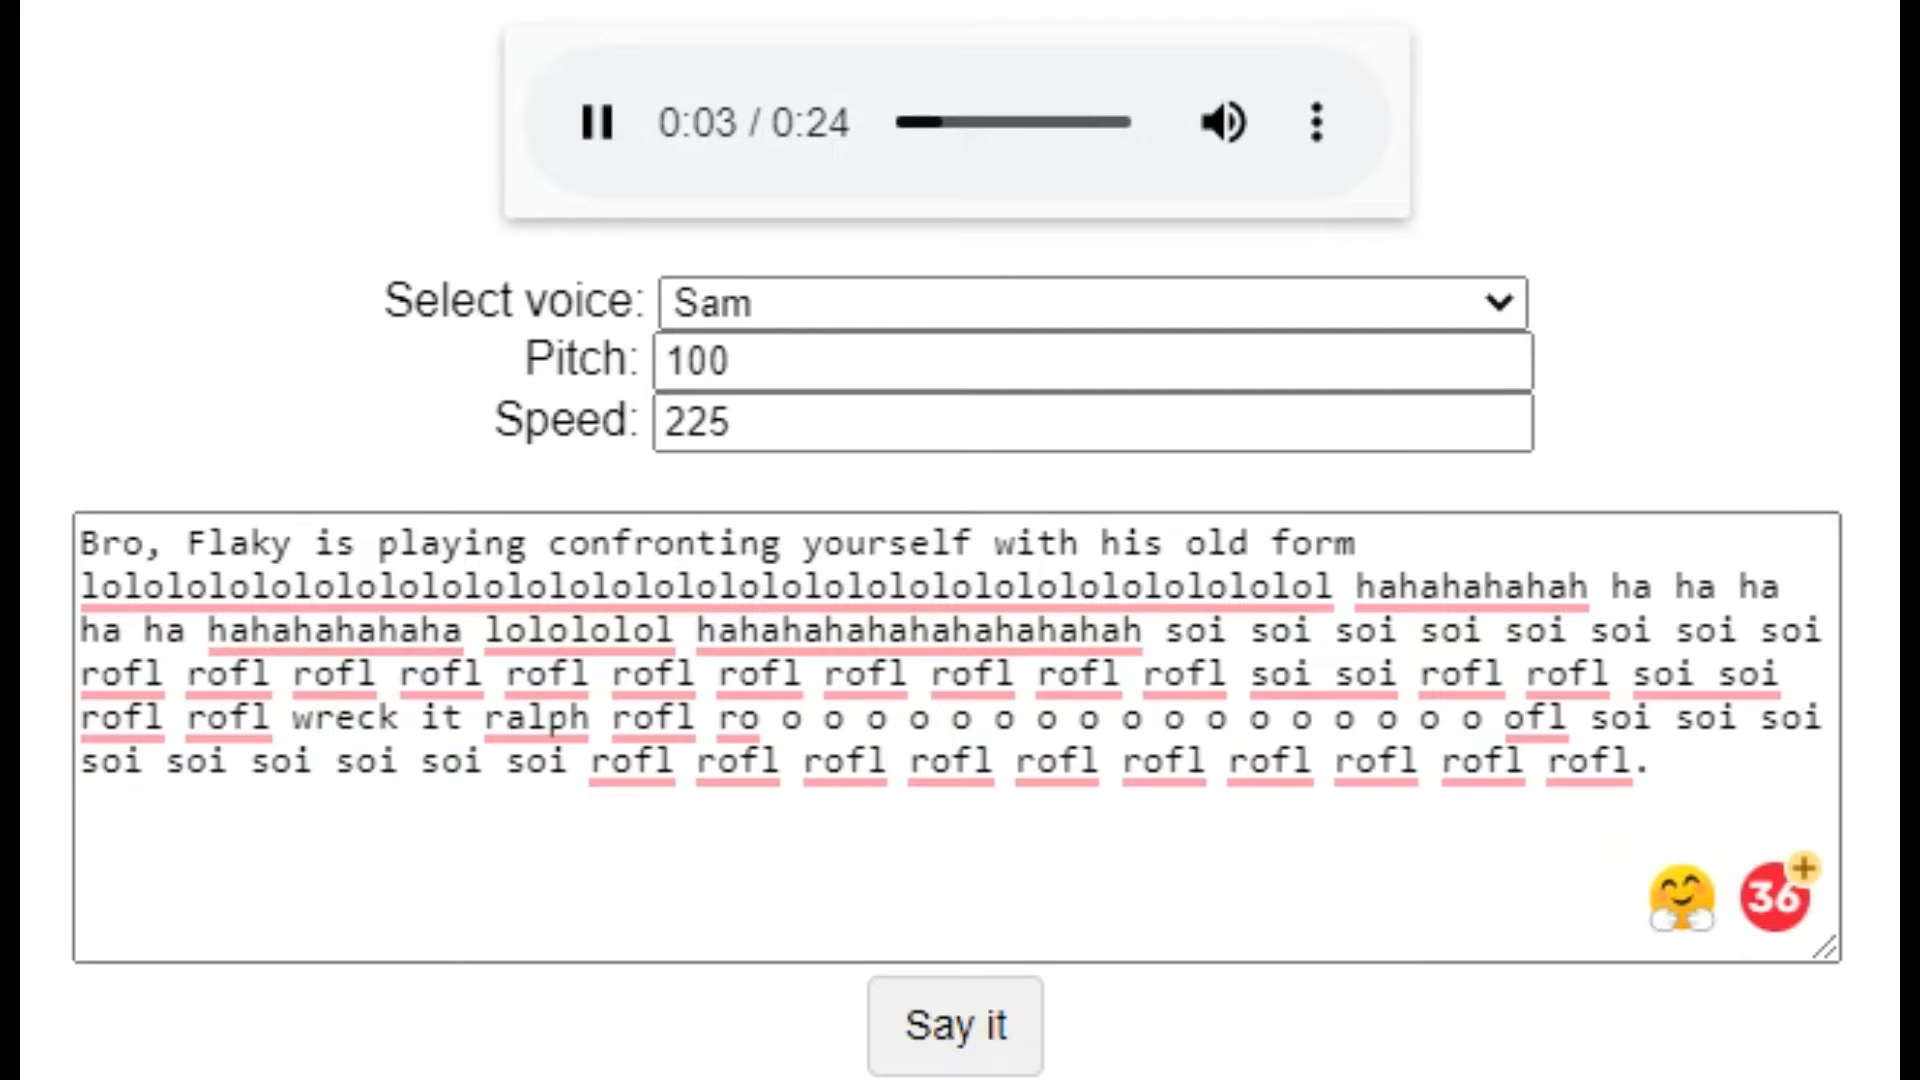 0:03 / 0:24
Select voice: Sam
Pitch: 100
Speed: 225
Bro, Flaky is playing confronting yourself with his old form
lolololololololololololololololololololololololololololololol hahahahahah ha ha ha
ha ha hahahahahaha lolololol hahahahahahahahahahah soi soi soi soi soi soi soi soi
rofl rofl rofl rofl rofl rofl rofl rofl rofl rofl rofl soi soi rofl rofl soi soi
rofl rofl wreck it ralph rofl ro o o o o o o o o o o o o o o o o o ofl soi soi soi
soi soi soi soi soi soi rofl rofl rofl rofl rofl rofl rofl rofl rofl rofl.
36
Say it